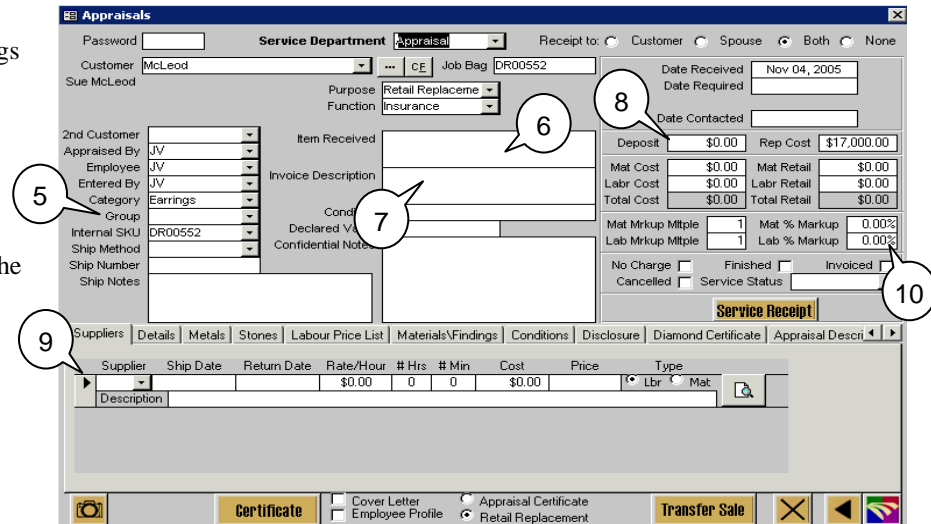 Appraisals
gs
he
Password Service Department Appraisal Receipt to: Customer Spouse Both None
Customer McLeod ... CF Job Bag DR00552
Sue McLeod
Purpose Retail Replaceme
Function Insurance
Date Received Nov 04, 2005
Date Required
Date Contacted
2nd Customer
Appraised By JV
Employee JV
Entered By JV
Category Earrings
Group
Internal SKU DR00552
Ship Method
Ship Number
Ship Notes
Item Received
Invoice Description
Declared
Confidential Notes
Deposit $0.00 Rep Cost $17,000.00
Mat Cost $0.00 Mat Retail $0.00
Labr Cost $0.00 Labr Retail $0.00
Total Cost $0.00 Total Retail $0.00
Mat Mrkup Mltple 1 Mat % Markup 0.00%
Lab Mrkup Mltple 1 Lab % Markup 0.00%
No Charge Finished Invoiced
Cancelled Service Status
Service Receipt
5
6
7
8
9
10
Suppliers Details Metals Stones Labour Price List Materials\Findings Conditions Disclosure Diamond Certificate Appraisal Descri
Supplier Ship Date Return Date Rate/Hour # Hrs # Min Cost Price Type
$0.00 0 0 $0.00 Lbr Mat
Description
Certificate Cover Letter Appraisal Certificate Transfer Sale
Employee Profile Retail Replacement